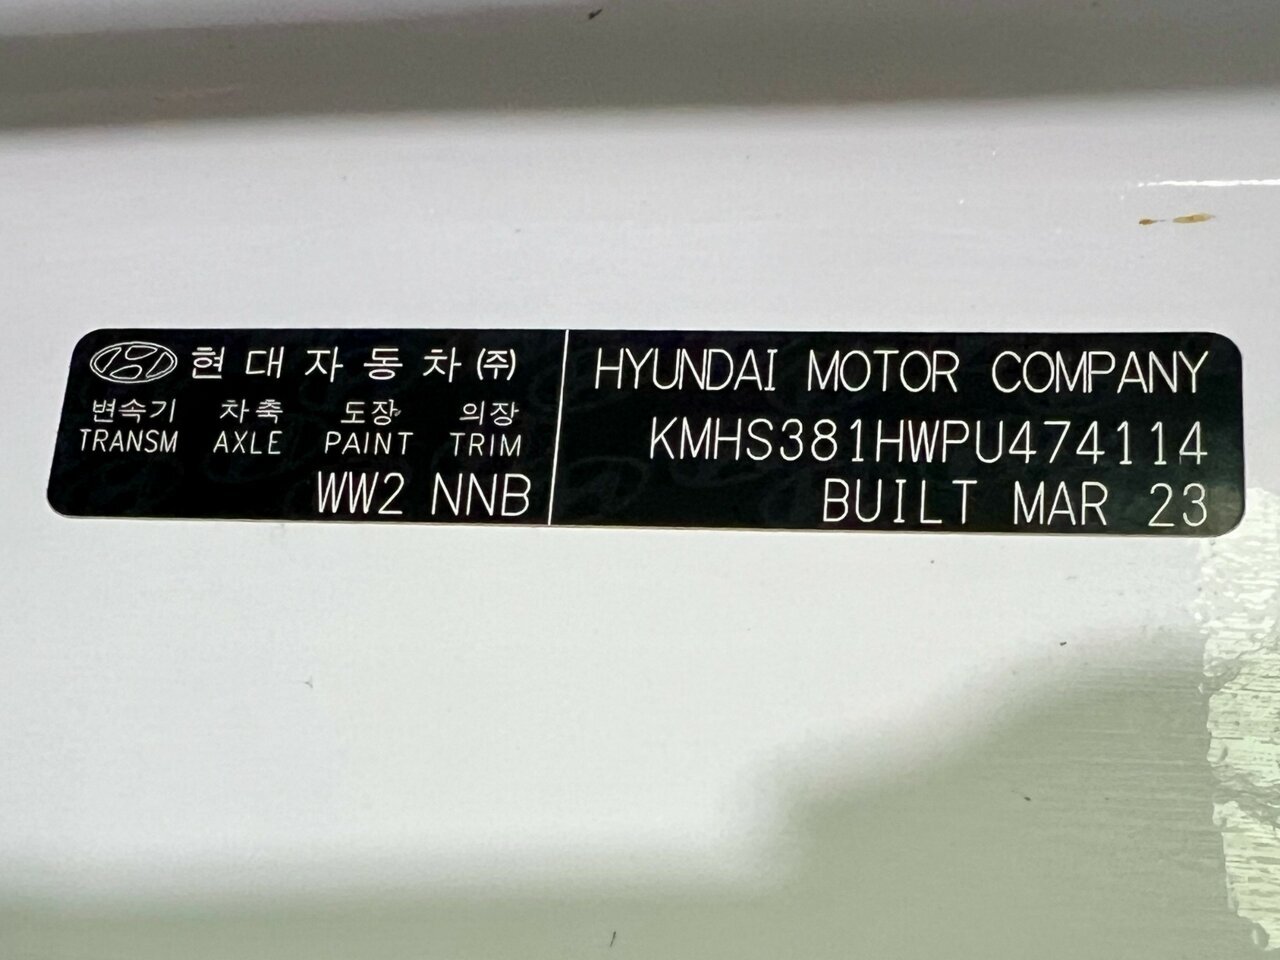 현대자동차(주)
변속기 차축 도장 의장
TRANSM AXLE PAINT TRIM
WW2 NNB
HYUNDAI MOTOR COMPANY
KMHS381HWPU474114
BUILT MAR 23